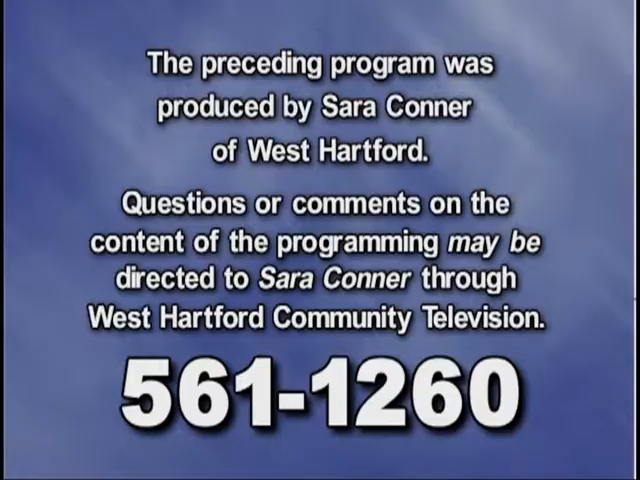 The preceding program was
produced by Sara Conner
of West Hartford.
Questions or comments on the
content of the programming may be
directed to Sara Conner through
West Hartford Community Television.
561-1260